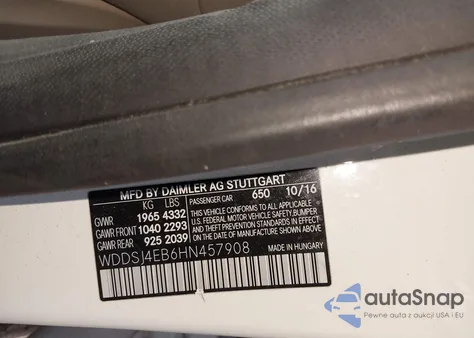 MFD BY DAIMLER AG STUTTGART
KG LBS
GVWR 1965 4332
GAWR FRONT 1040 2293
GAWR REAR 925 2039
PASSENGER CAR 650 10/16
THIS VEHICLE CONFORMS TO ALL APPLICABLE
U.S. FEDERAL MOTOR VEHICLE SAFETY, BUMPER
AND THEFT PREVENTION STANDARDS IN EFFECT
ON THE DATE OF MANUFACTURE SHOWN ABOVE.
WDDSJ4EB6HN457908
MADE IN HUNGARY
autoSnap
Pewne auta z aukcji USA i EU